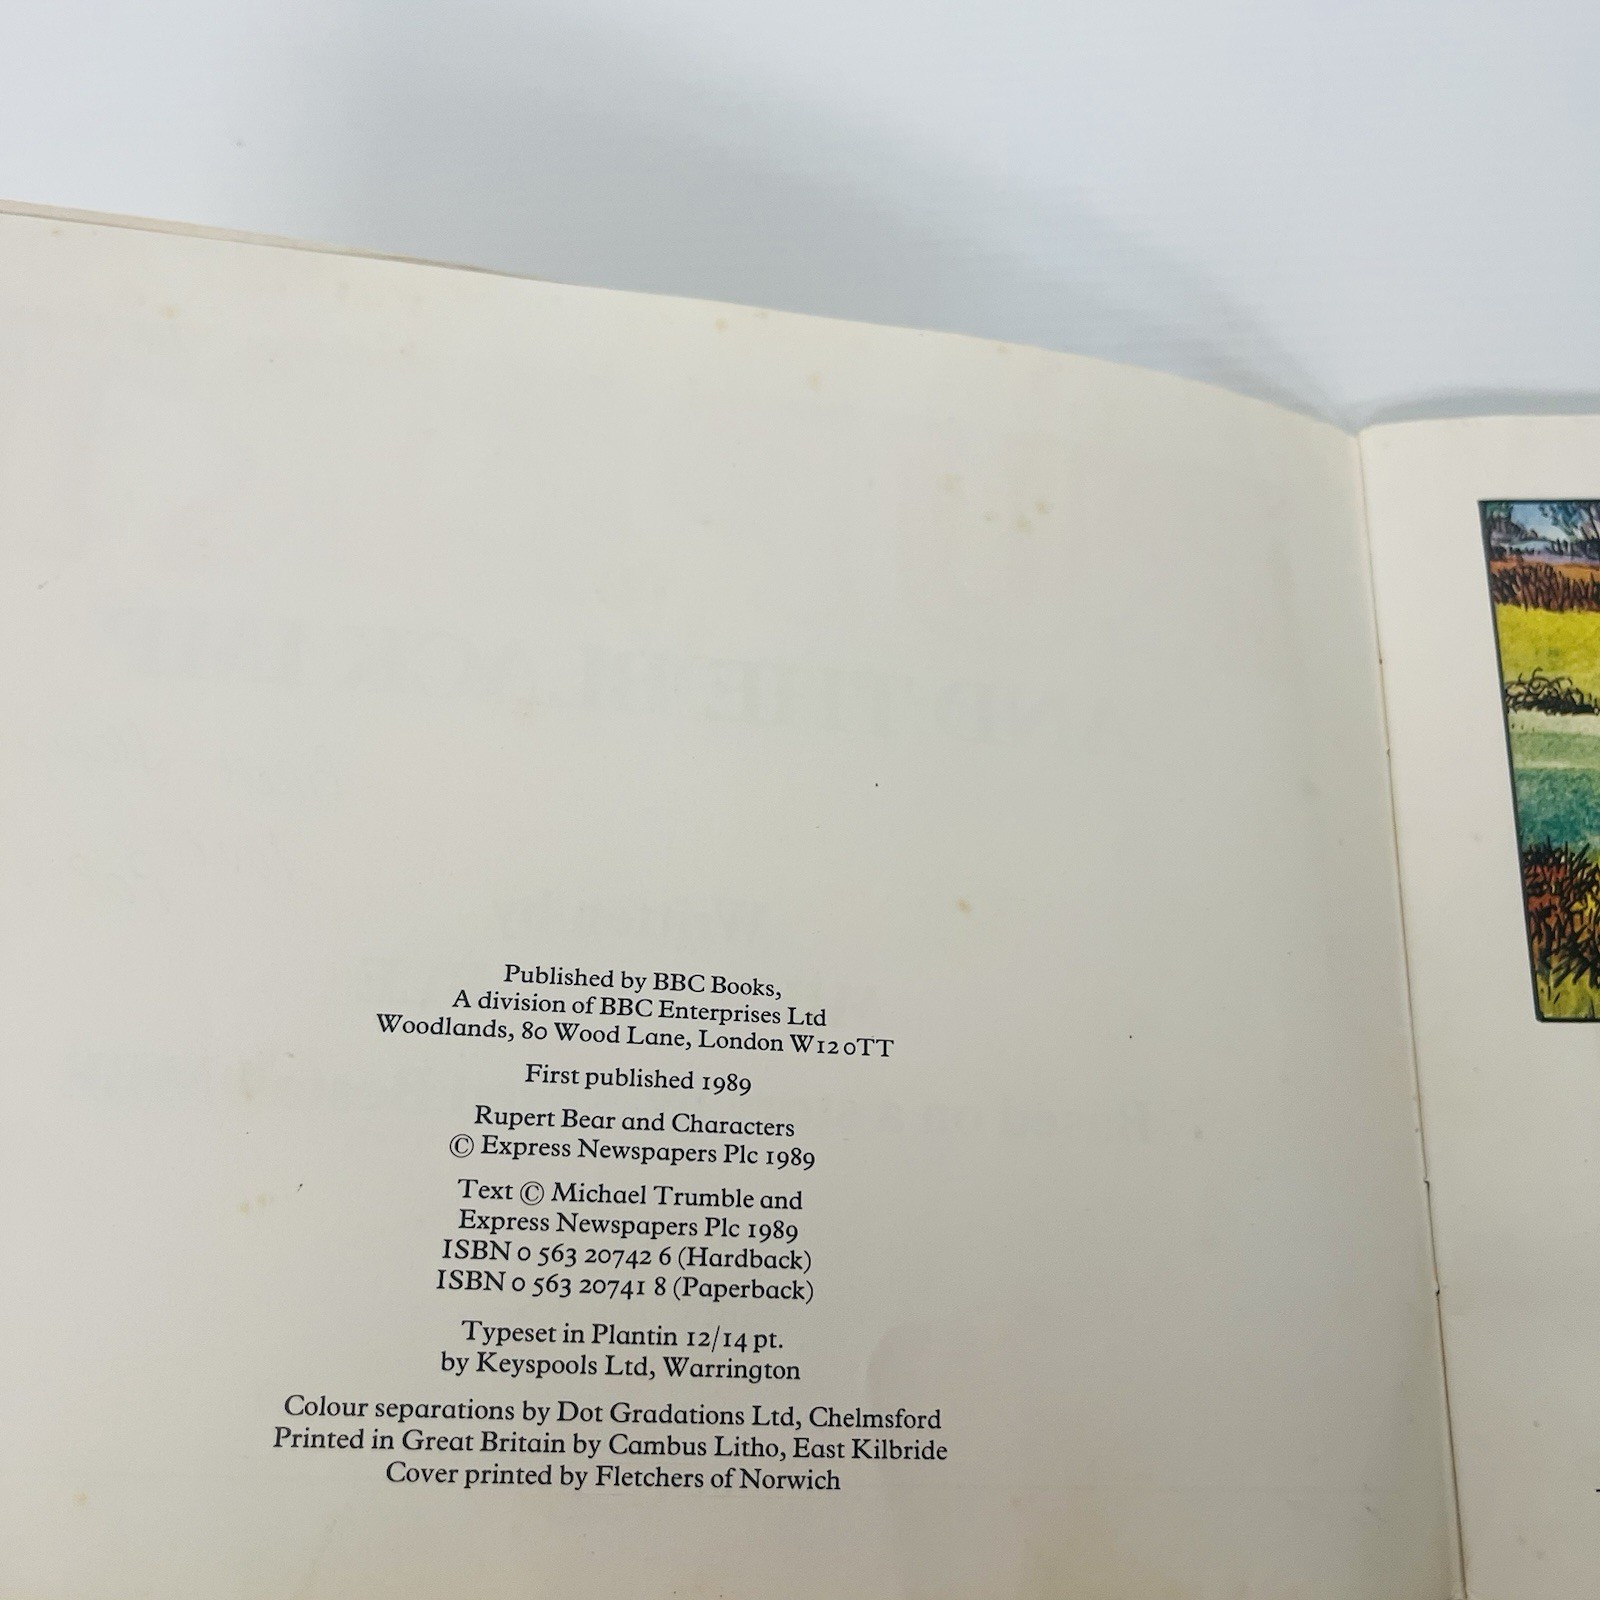 Published by BBC Books,
A division of BBC Enterprises Ltd
Woodlands, 80 Wood Lane, London W12 0TT
First published 1989
Rupert Bear and Characters
© Express Newspapers Plc 1989
Text © Michael Trumble and
Express Newspapers Plc 1989
ISBN 0 563 20742 6 (Hardback)
ISBN 0 563 20741 8 (Paperback)
Typeset in Plantin 12/14 pt.
by Keyspools Ltd, Warrington
Colour separations by Dot Gradations Ltd, Chelmsford
Printed in Great Britain by Cambus Litho, East Kilbride
Cover printed by Fletchers of Norwich